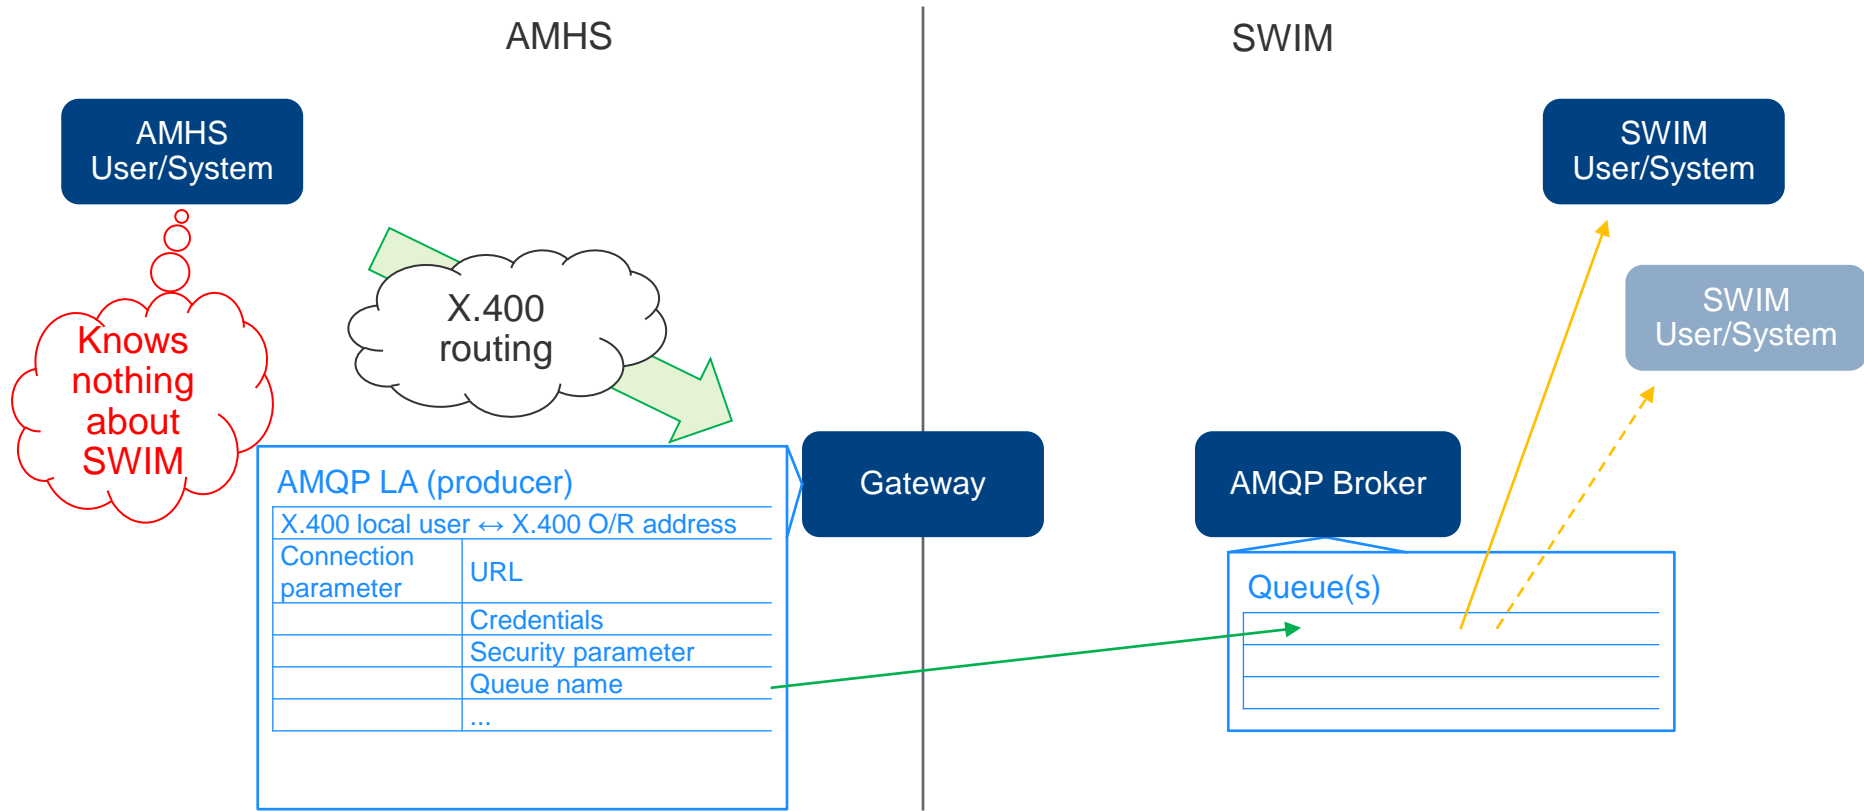 AMHS
SWIM
AMHS
User/System
SWIM
User/System
SWIM
User/System
X.400
routing
Knows
nothing
about
SWIM
Gateway
AMQP Broker
AMQP LA (producer)
X.400 local user ↔ X.400 O/R address
Connection
parameter
URL
Credentials
Security parameter
Queue name
...
Queue(s)